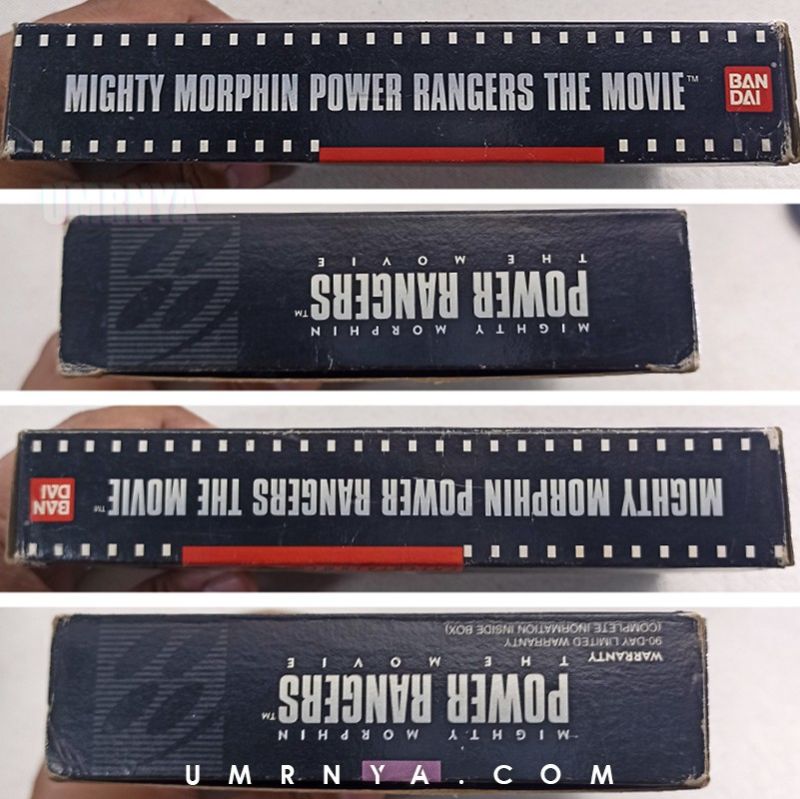 MIGHTY MORPHIN POWER RANGERS THE MOVIE™
BAN
DAI
UMRNYA
MIGHTY MORPHIN
POWER RANGERS™
THE MOVIE
MIGHTY MORPHIN POWER RANGERS THE MOVIE™
BAN
DAI
MIGHTY MORPHIN
POWER RANGERS™
THE MOVIE
WARRANTY
90-DAY LIMITED WARRANTY
(COMPLETE INORMATION INSIDE BOX)
UMRNYA.COM